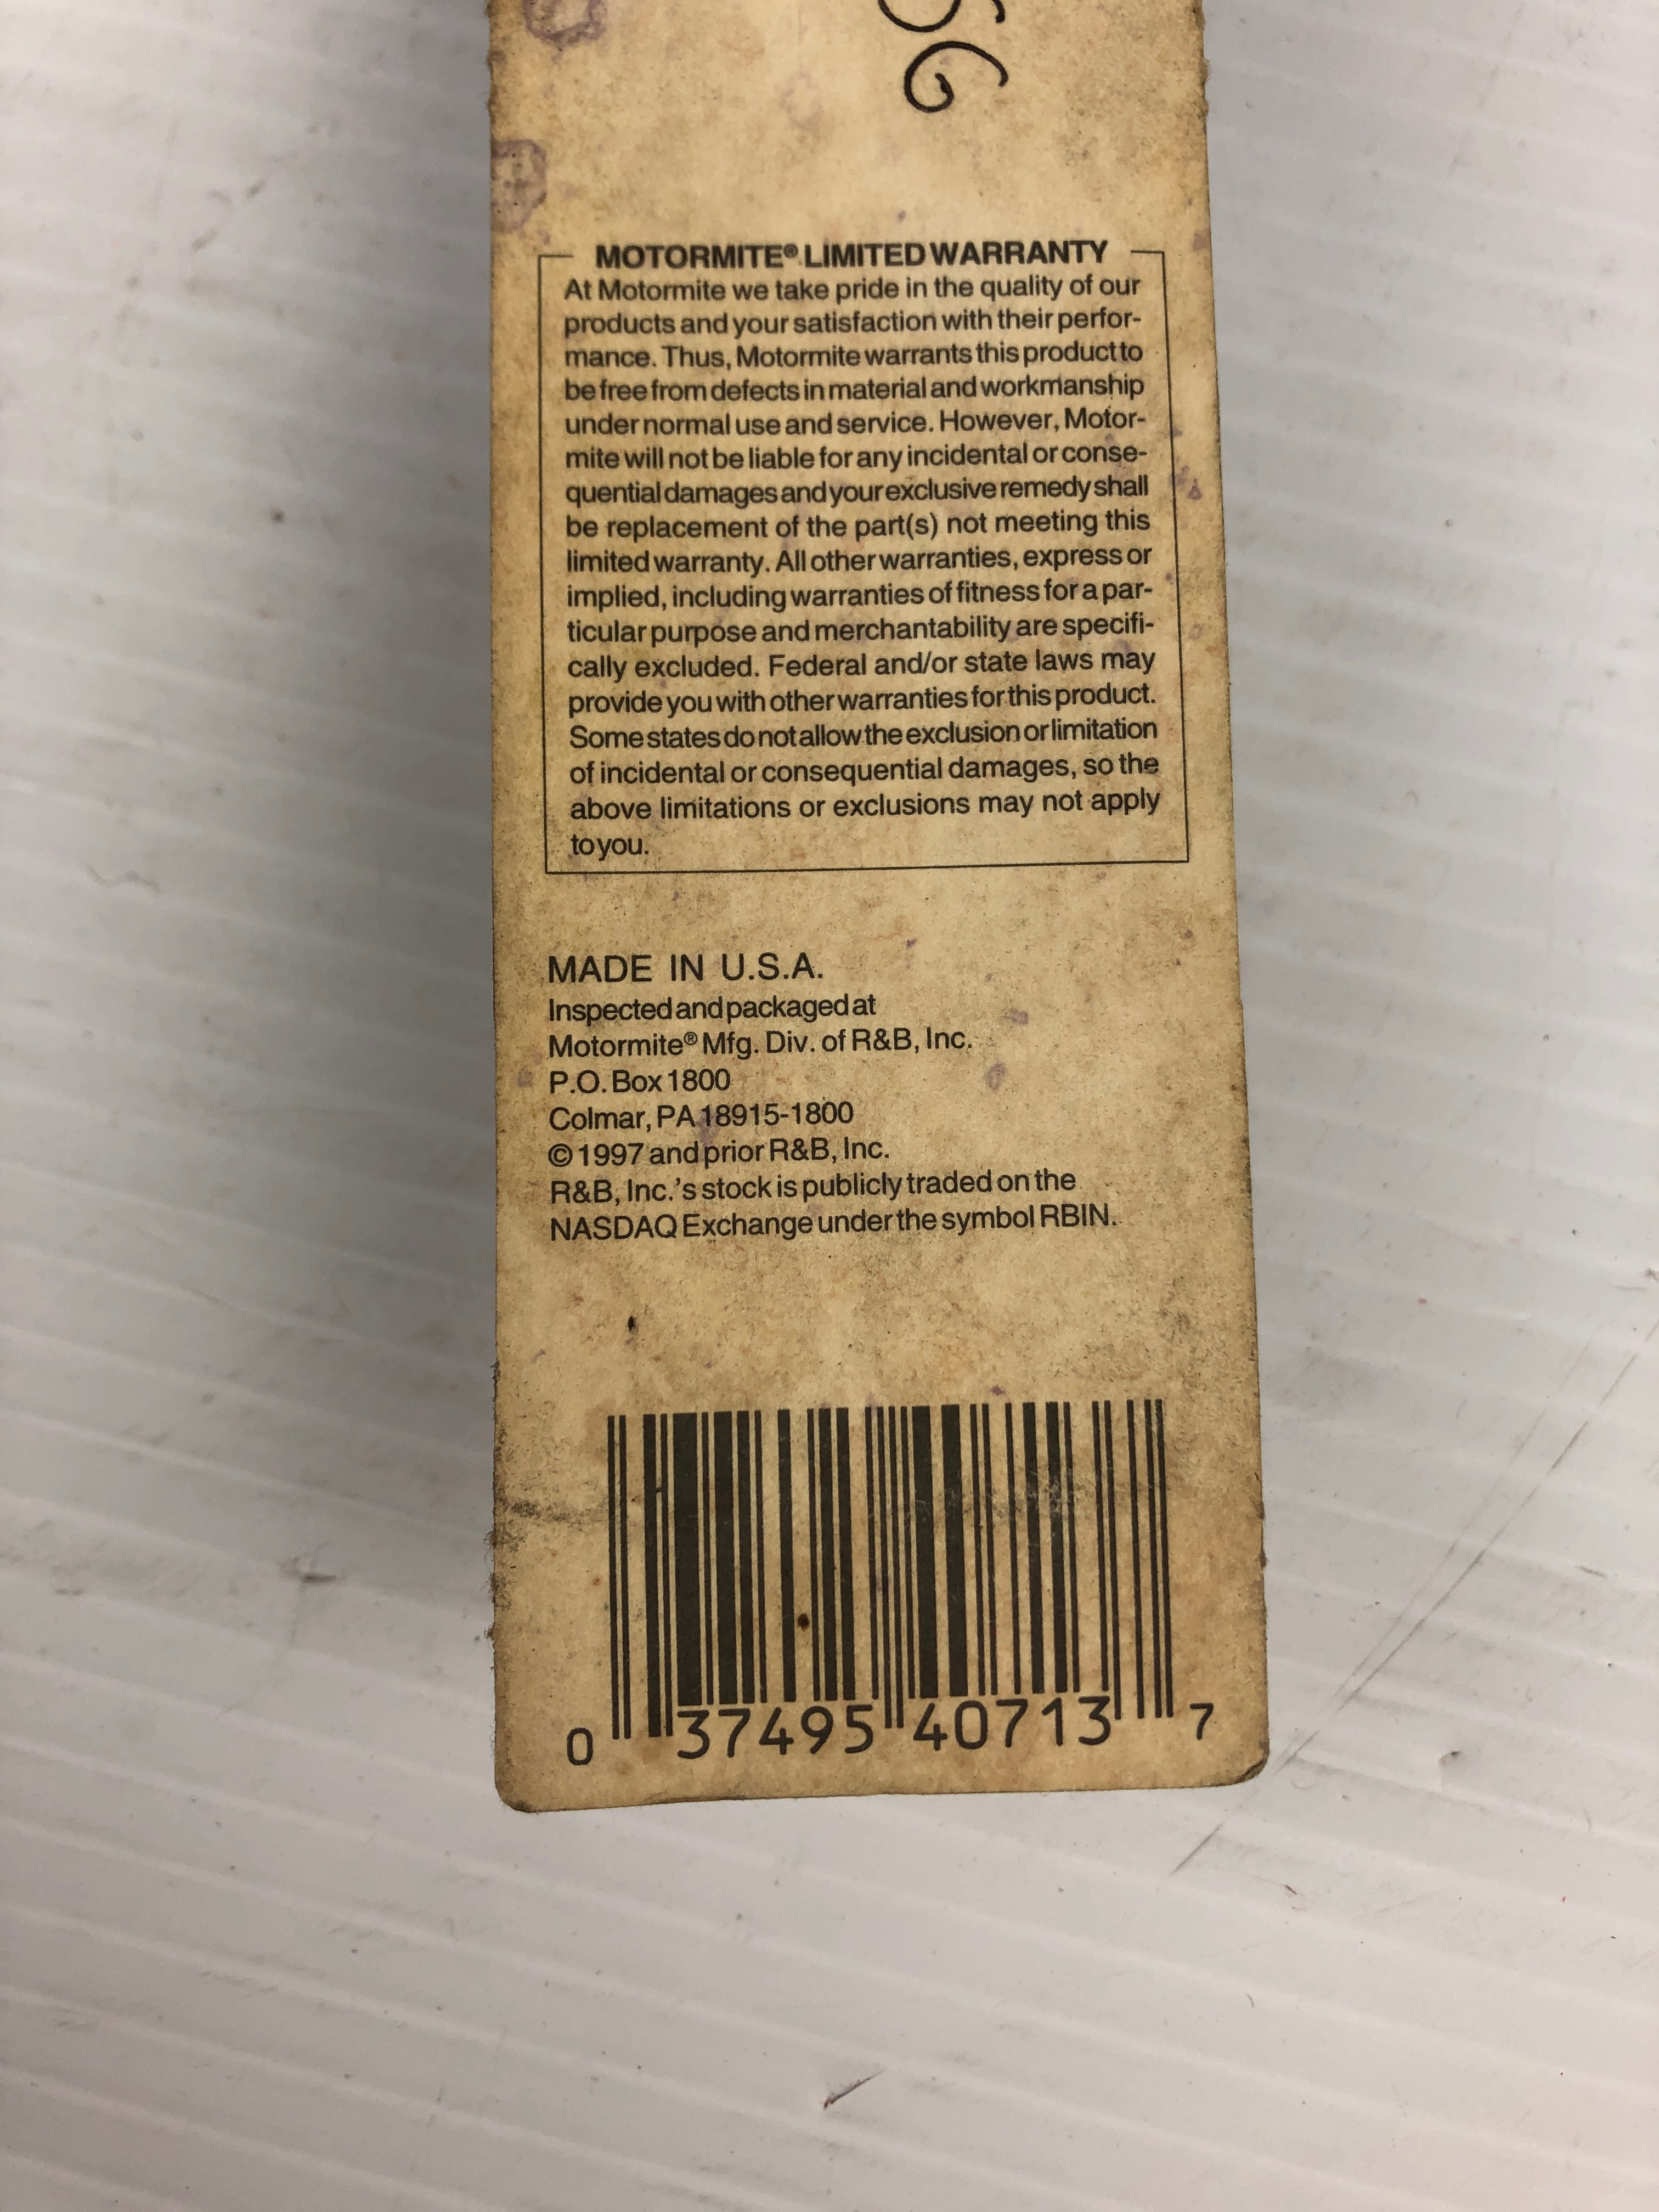 MOTORMITE® LIMITED WARRANTY
At Motormite we take pride in the quality of our
products and your satisfaction with their perfor-
mance. Thus, Motormite warrants this product to
be free from defects in material and workmanship
under normal use and service. However, Motor-
mite will not be liable for any incidental or conse-
quential damages and your exclusive remedy shall
be replacement of the part(s) not meeting this
limited warranty. All other warranties, express or
implied, including warranties of fitness for a par-
ticular purpose and merchantability are specifi-
cally excluded. Federal and/or state laws may
provide you with other warranties for this product.
Some states do not allow the exclusion or limitation
of incidental or consequential damages, so the
above limitations or exclusions may not apply
to you.
MADE IN U.S.A.
Inspected and packaged at
Motormite® Mfg. Div. of R&B, Inc.
P.O. Box 1800
Colmar, PA 18915-1800
© 1997 and prior R&B, Inc.
R&B, Inc.'s stock is publicly traded on the
NASDAQ Exchange under the symbol RBIN.
0 37495 40713 7